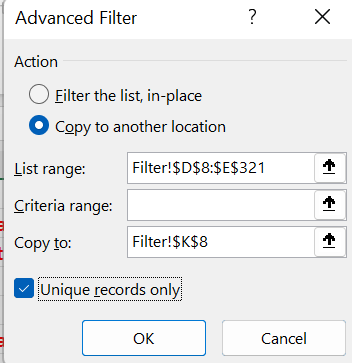 Advanced Filter ?
Action
Filter the list, in-place
Copy to another location
List range: Filter!$D$8:$E$321
Criteria range:
Copy to: Filter!$K$8
Unique records only
OK Cancel